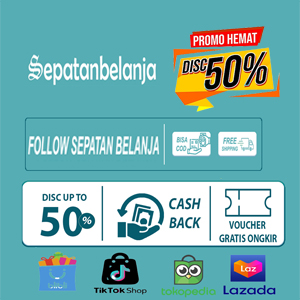 Sepatanbelanja
PROMO HEMAT
DISC 50%
FOLLOW SEPATAN BELANJA
BISA
COD
FREE
SHIPPING
DISC UP TO
50%
CASH
BACK
VOUCHER
GRATIS ONGKIR
blibli
TikTok Shop
tokopedia
Laz
Lazada